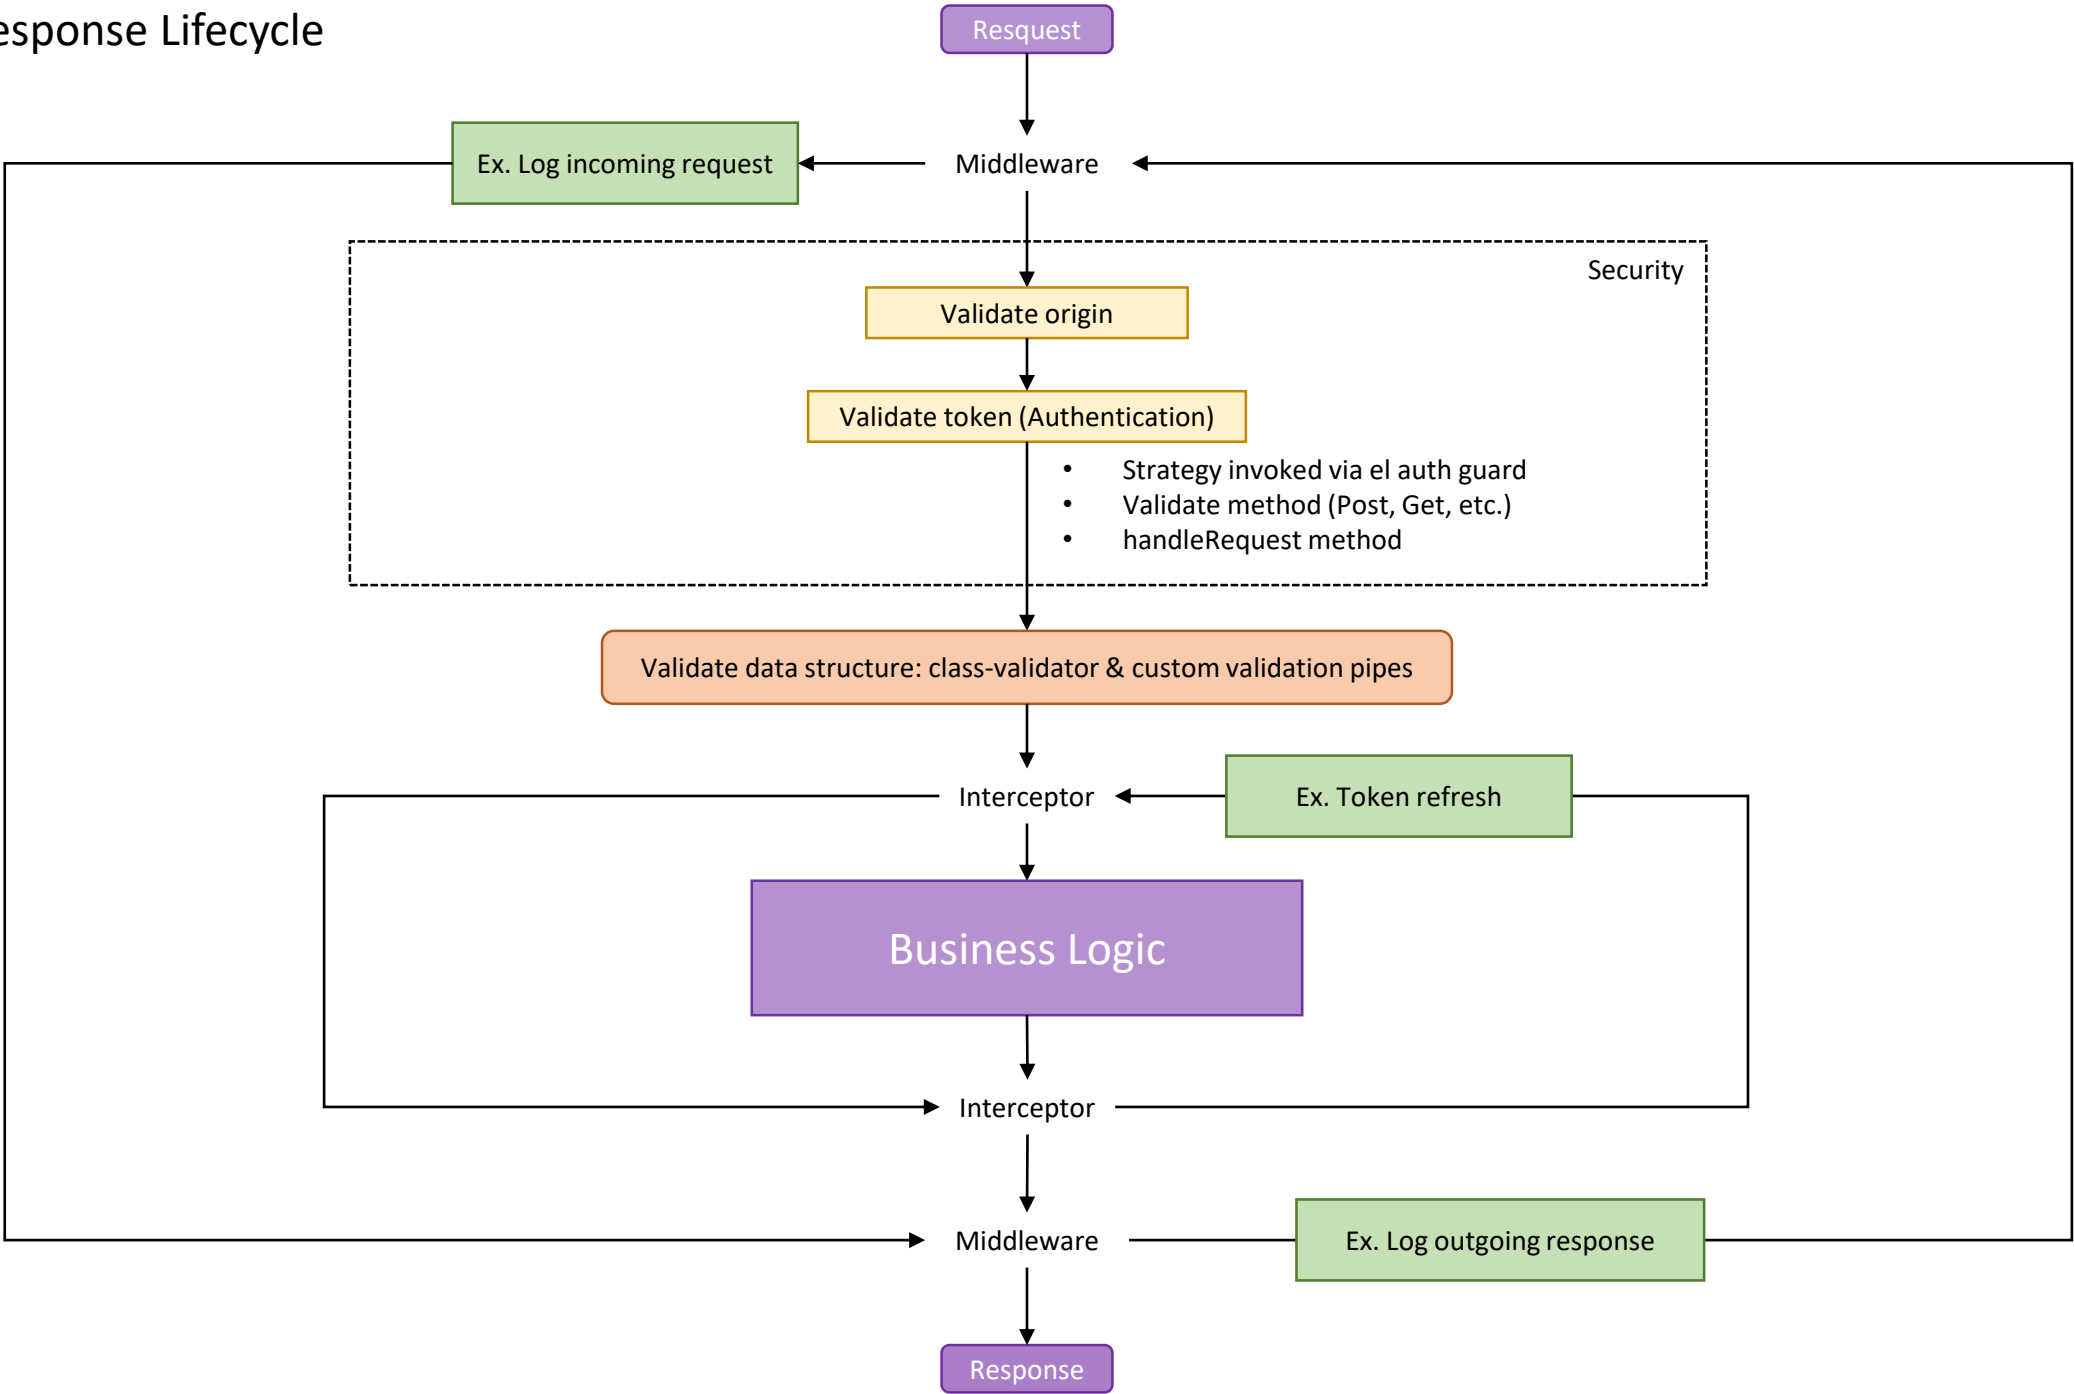 esponse Lifecycle
Resquest
Ex. Log incoming request
Middleware
Security
Validate origin
Validate token (Authentication)
• Strategy invoked via el auth guard
• Validate method (Post, Get, etc.)
• handleRequest method
Validate data structure: class-validator & custom validation pipes
Interceptor
Ex. Token refresh
Business Logic
Interceptor
Middleware
Ex. Log outgoing response
Response